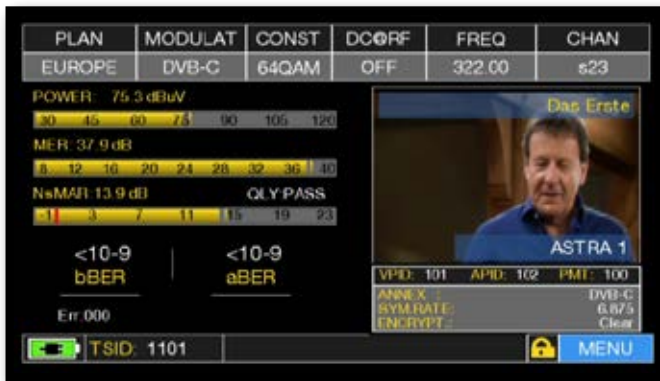 PLAN MODULAT CONST DC@RF FREQ CHAN
EUROPE DVB-C 64QAM OFF 322.00 s23
POWER: 75.3 dBuV
30 45 60 75 90 105 120
MER: 37.9 dB
8 12 16 20 24 28 32 36 40
NsMAR: 13.9 dB QLY:PASS
-1 3 7 11 15 19 23
<10-9 <10-9
bBER aBER
Err:000
Das Erste
ASTRA 1
VPID: 101 APID: 102 PMT: 100
ANNEX : DVB-C
SYM.RATE: 6.875
ENCRYPT.: Clear
TSID: 1101 MENU